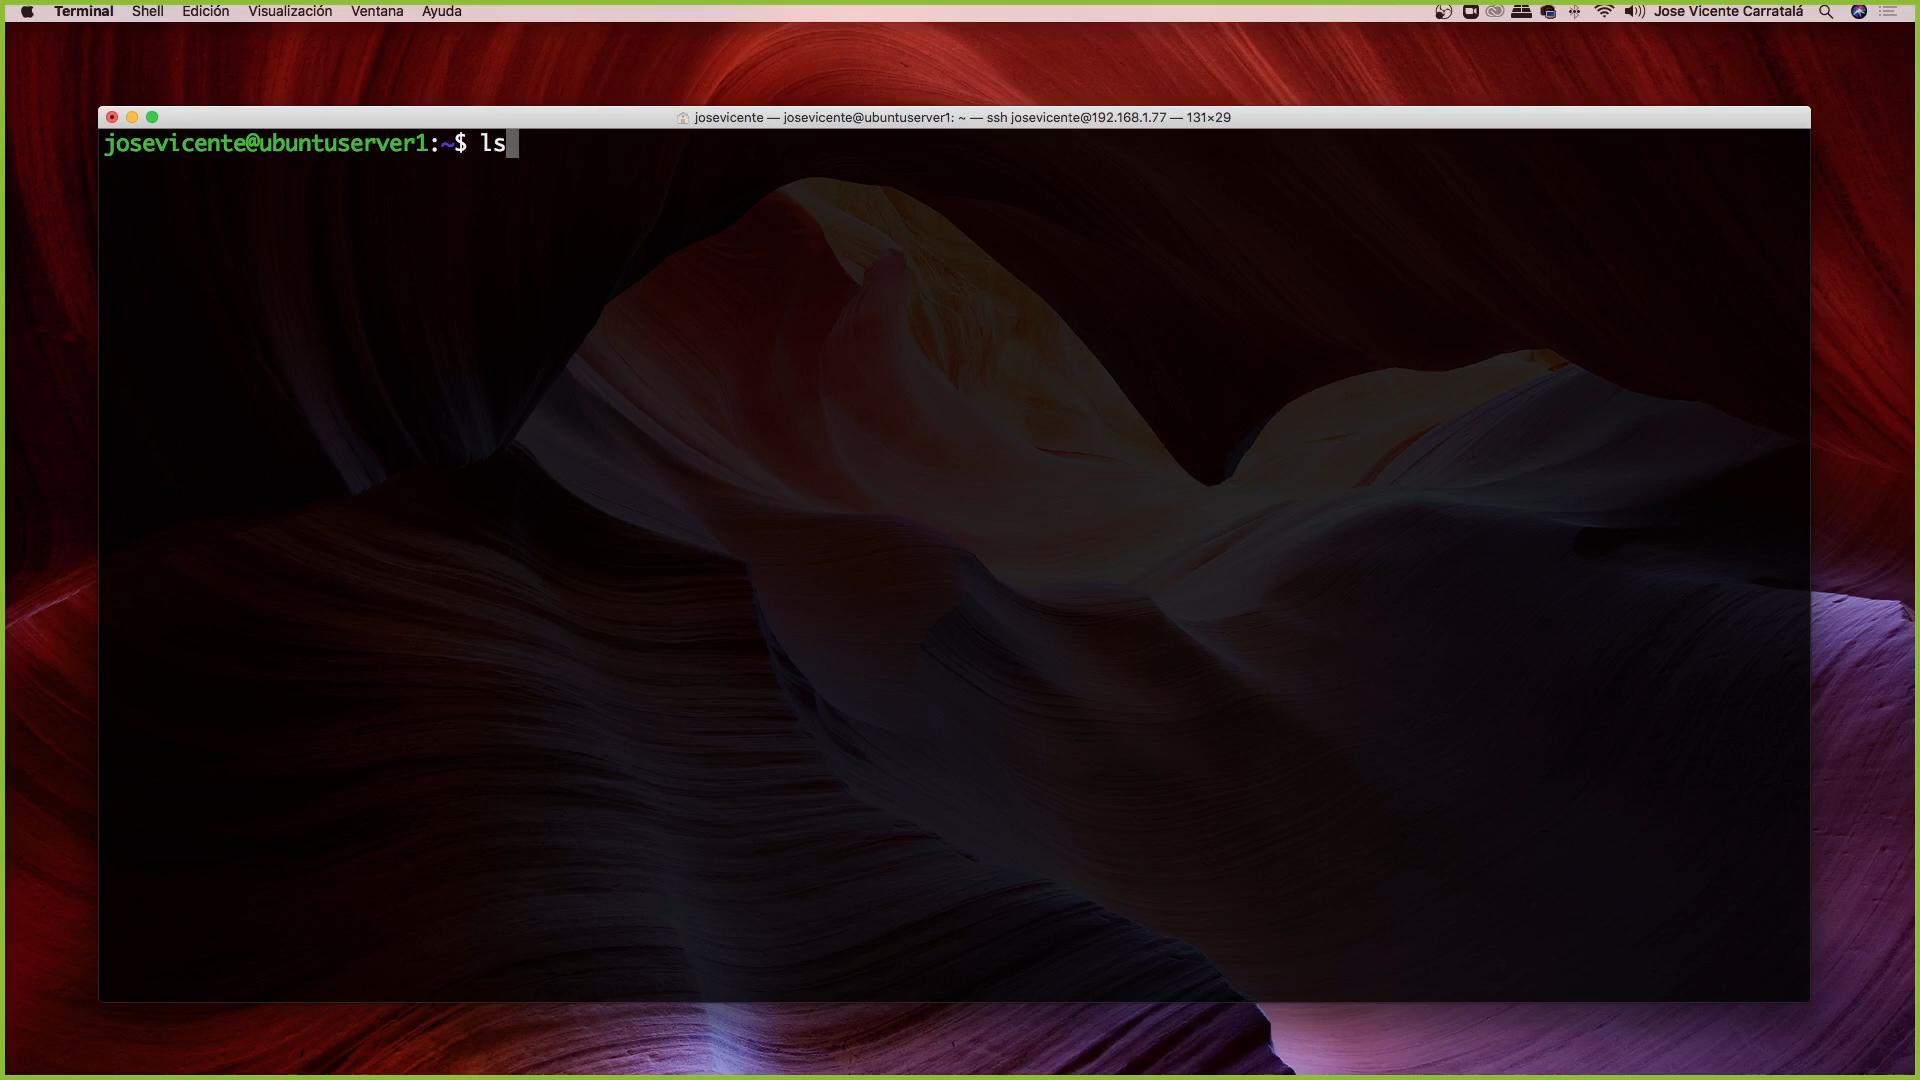 Terminal Shell Edición Visualización Ventana Ayuda Jose Vicente Carratalá
josevicente — josevicente@ubuntuserver1: ~ — ssh josevicente@192.168.1.77 — 131×29
josevicente@ubuntuserver1:~$ ls